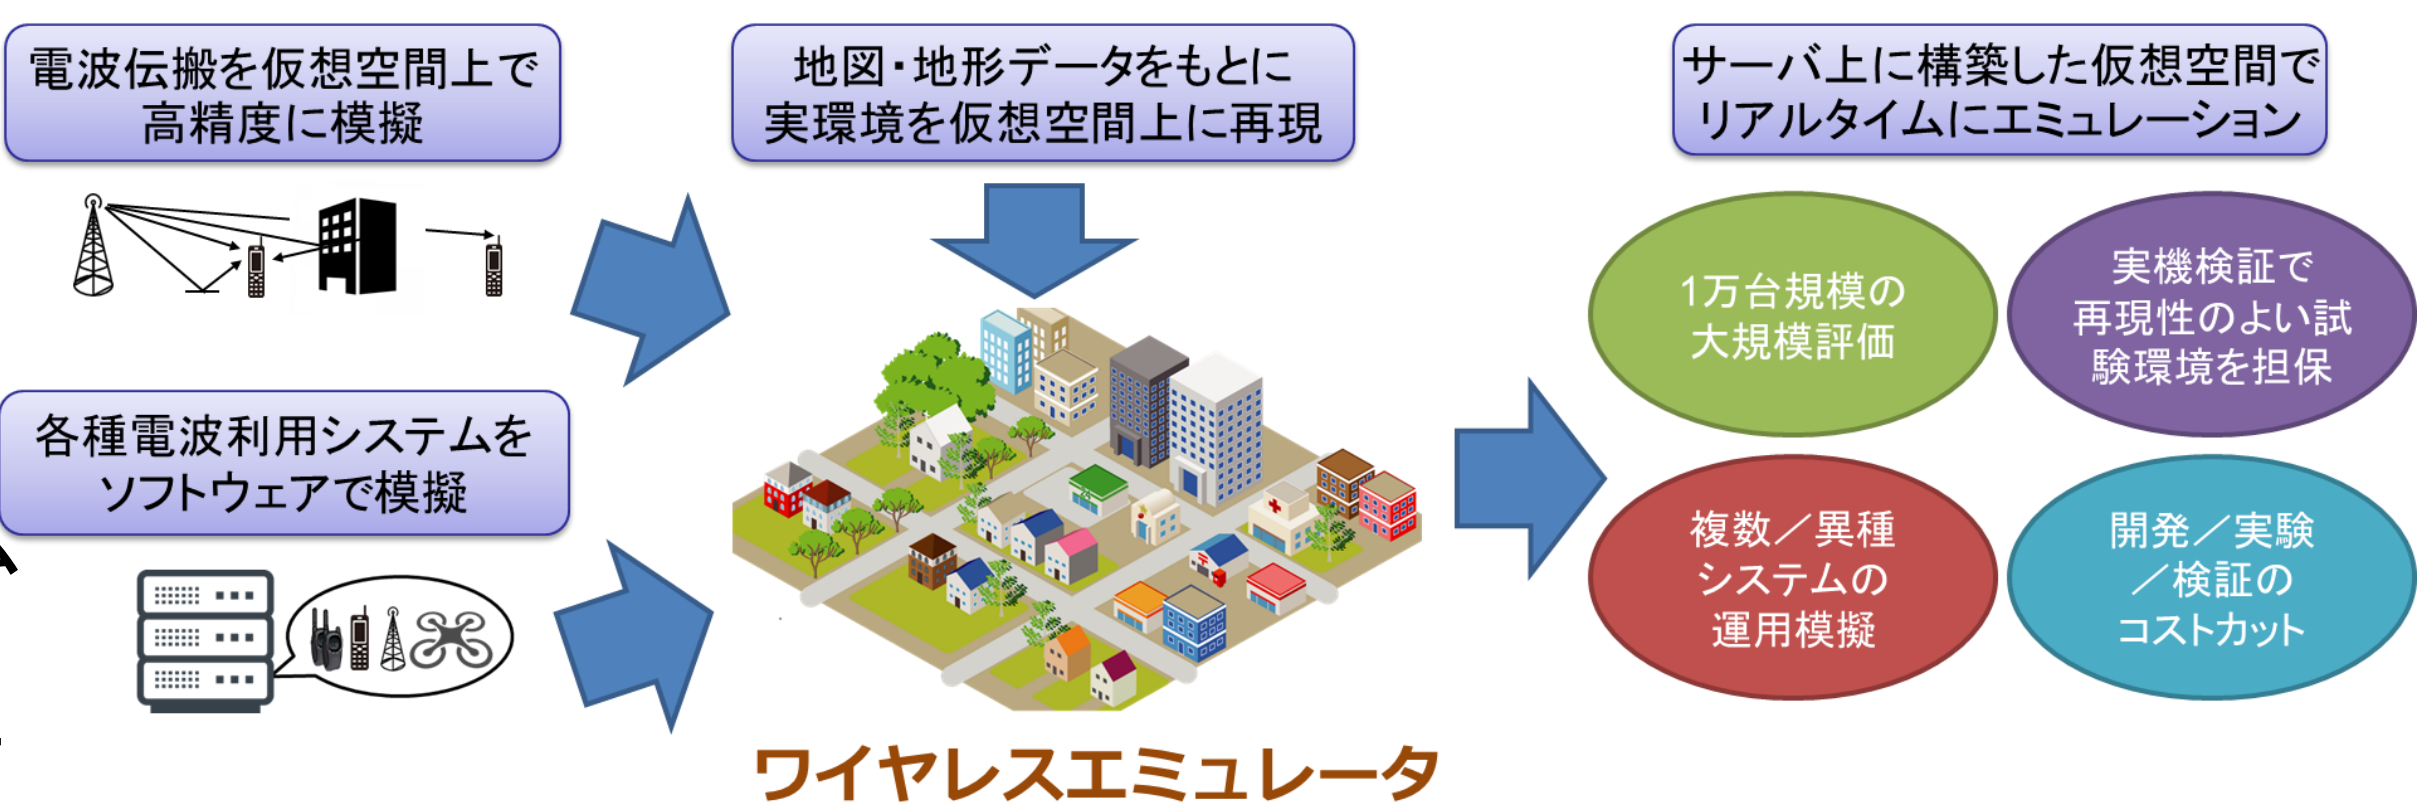 電波伝搬を仮想空間上で
高精度に模擬
地図・地形データをもとに
実環境を仮想空間上に再現
サーバ上に構築した仮想空間で
リアルタイムにエミュレーション
各種電波利用システムを
ソフトウェアで模擬
1万台規模の
大規模評価
実機検証で
再現性のよい試
験環境を担保
複数／異種
システムの
運用模擬
開発／実験
／検証の
コストカット
ワイヤレスエミュレータ